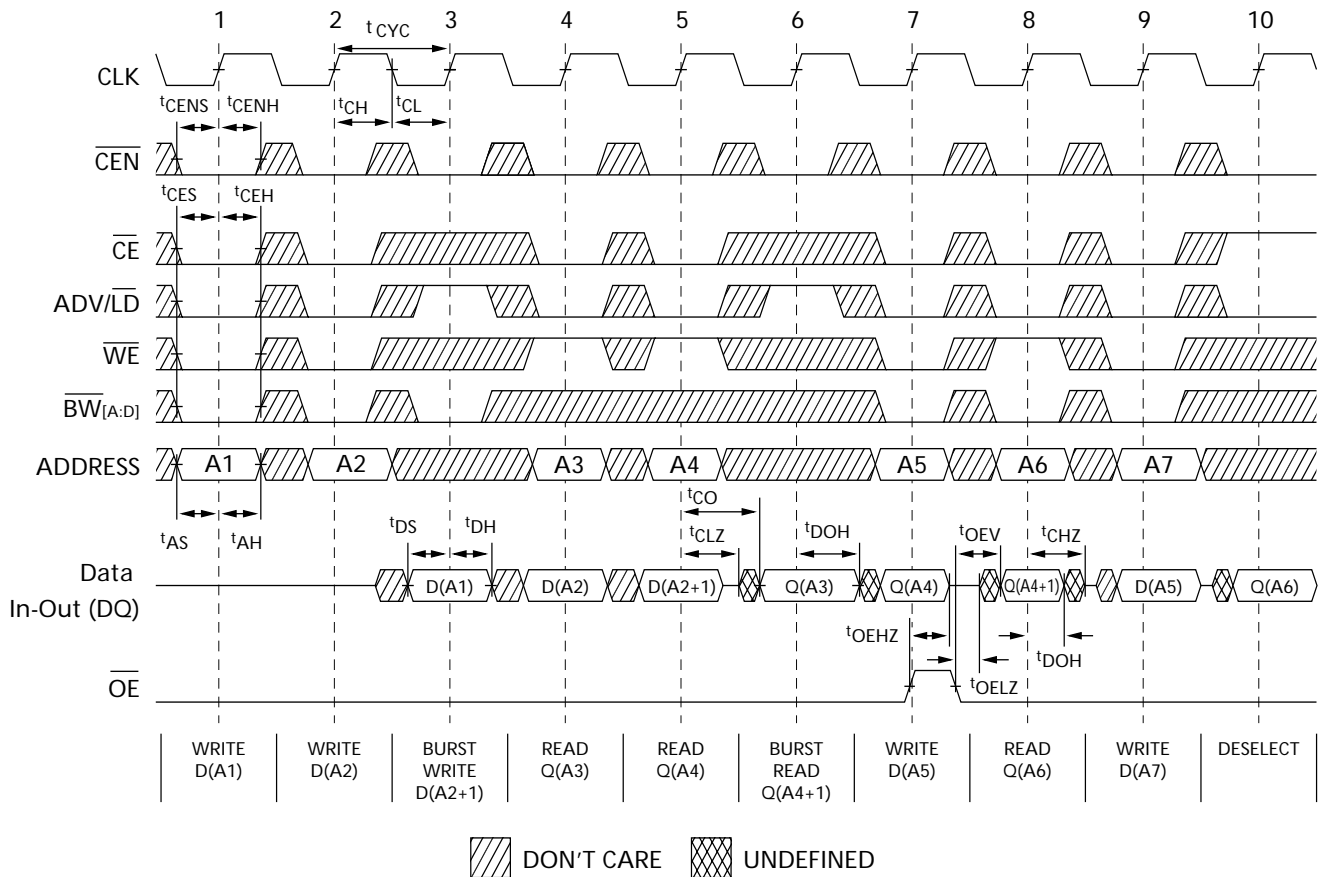 1 2 3 4 5 6 7 8 9 10
tCYC
CLK
tCENS tCENH tCH tCL
CEN
tCES tCEH
CE
ADV/LD
WE
BW[A:D]
ADDRESS A1 A2 A3 A4 A5 A6 A7
tCO
tAS tAH tDS tDH tCLZ tDOH tOEV tCHZ
Data In-Out (DQ) D(A1) D(A2) D(A2+1) Q(A3) Q(A4) Q(A4+1) D(A5) Q(A6)
tOEHZ tDOH
tOELZ
OE
WRITE D(A1)
WRITE D(A2)
BURST WRITE D(A2+1)
READ Q(A3)
READ Q(A4)
BURST READ Q(A4+1)
WRITE D(A5)
READ Q(A6)
WRITE D(A7)
DESELECT
DON'T CARE UNDEFINED